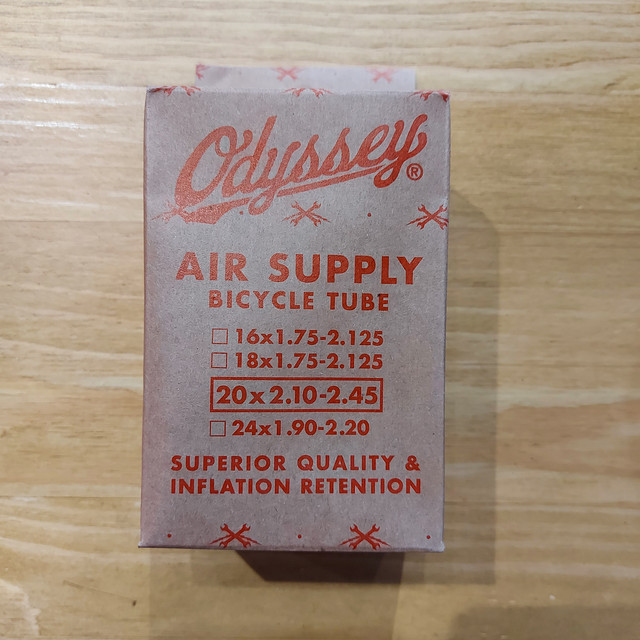 Odyssey®
AIR SUPPLY
BICYCLE TUBE
16x1.75-2.125
18x1.75-2.125
20x2.10-2.45
24x1.90-2.20
SUPERIOR QUALITY &
INFLATION RETENTION